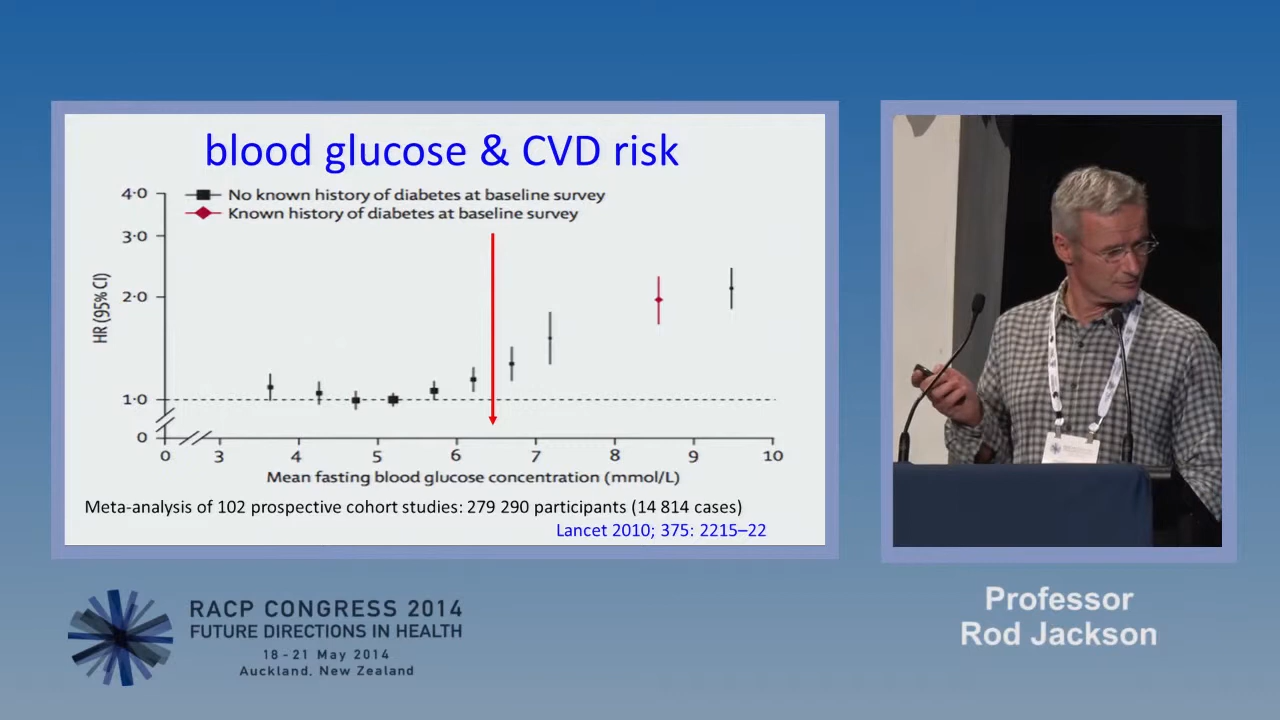 blood glucose & CVD risk
4·0
No known history of diabetes at baseline survey
Known history of diabetes at baseline survey
3·0
HR (95% CI)
2·0
1·0
0
0 3 4 5 6 7 8 9 10
Mean fasting blood glucose concentration (mmol/L)
Meta-analysis of 102 prospective cohort studies: 279 290 participants (14 814 cases)
Lancet 2010; 375: 2215–22
RACP CONGRESS 2014
FUTURE DIRECTIONS IN HEALTH
18 - 21 May 2014
Auckland, New Zealand
Professor
Rod Jackson